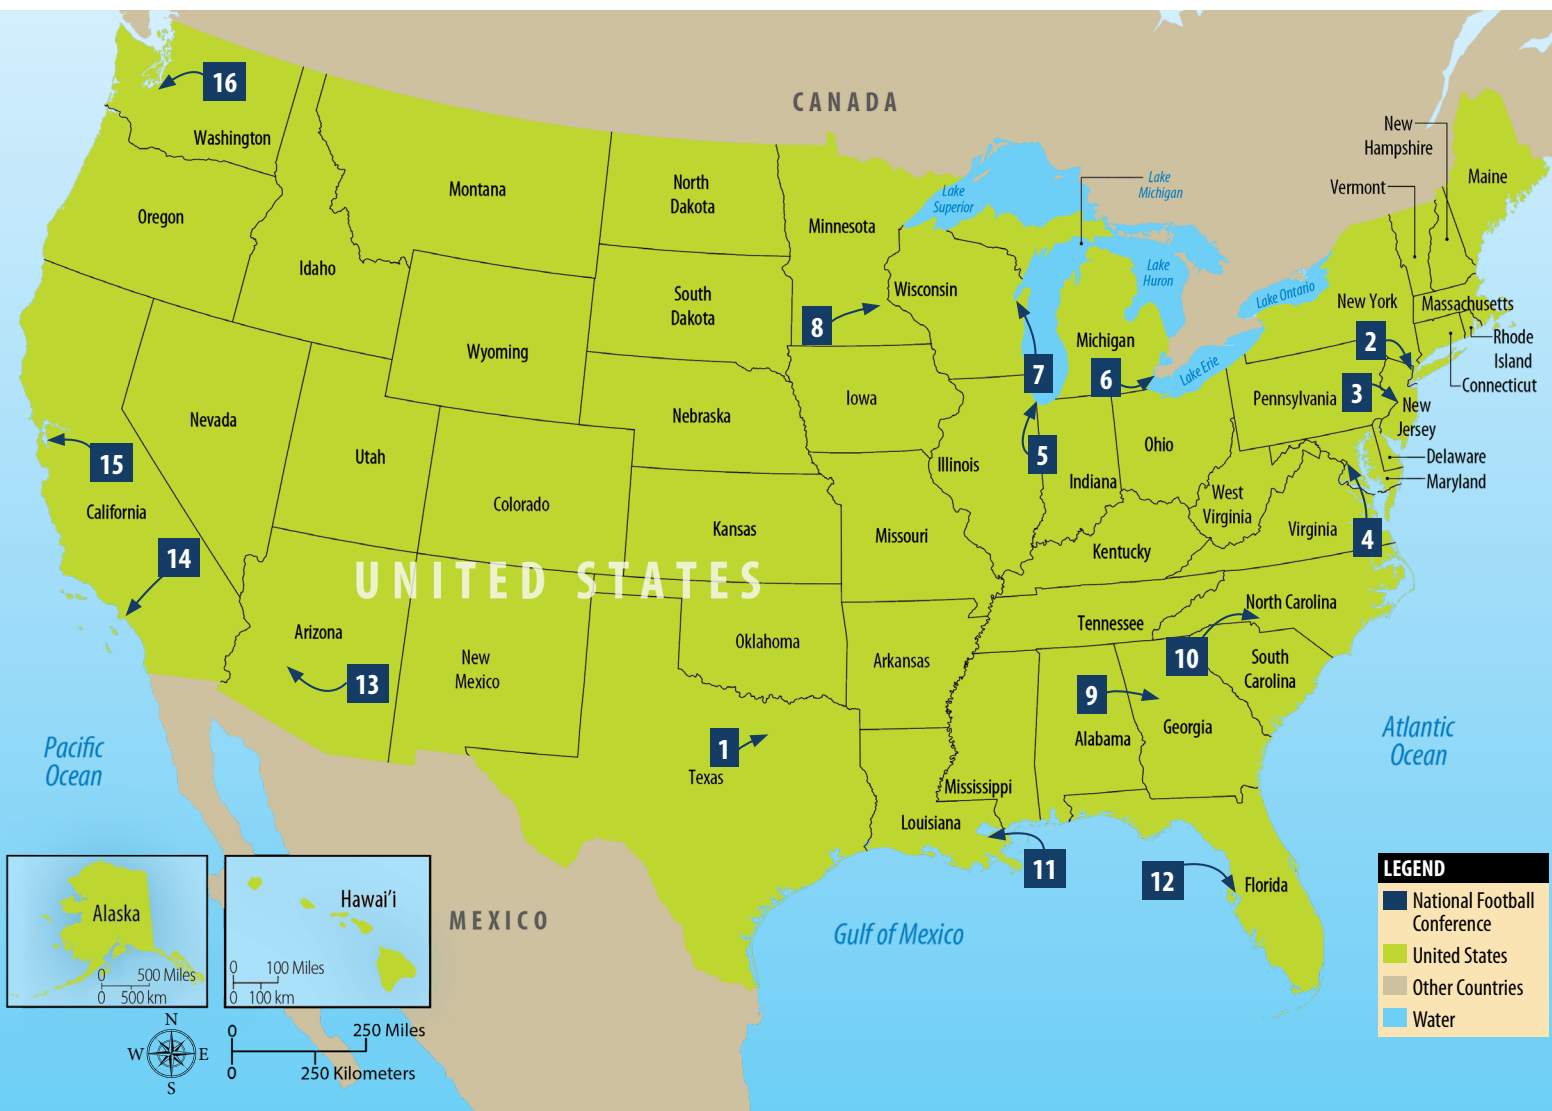 CANADA
16
Washington
Montana
North
Dakota
Minnesota
Lake
Superior
Lake
Michigan
New
Hampshire
Vermont
Maine
Oregon
Idaho
South
Dakota
8
Wisconsin
Lake
Huron
Lake Ontario
New York
Massachusetts
Rhode
Island
Connecticut
Wyoming
Michigan
7
6
Lake Erie
2
3
Pennsylvania
New
Jersey
Delaware
Maryland
Nevada
Nebraska
Iowa
Utah
15
Illinois
5
Indiana
Ohio
West
Virginia
Virginia
4
California
Colorado
Kansas
Missouri
Kentucky
14
UNITED STATES
Arizona
13
New
Mexico
Oklahoma
Arkansas
Tennessee
North Carolina
10
South
Carolina
9
Georgia
Alabama
1
Texas
Mississippi
Louisiana
11
12
Florida
Pacific
Ocean
Atlantic
Ocean
Gulf of Mexico
MEXICO
Alaska
0 500 Miles
0 500 km
Hawai'i
0 100 Miles
0 100 km
N
W E
S
0 250 Miles
0 250 Kilometers
LEGEND
National Football
Conference
United States
Other Countries
Water